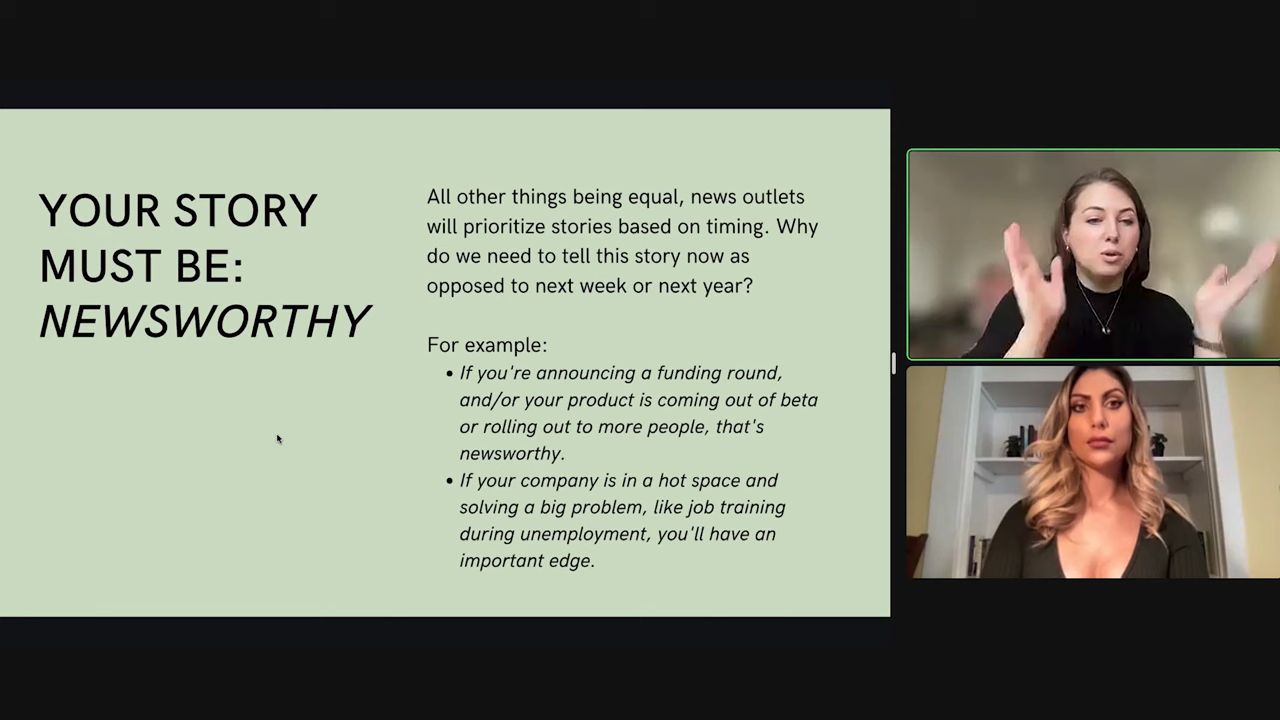 YOUR STORY
MUST BE:
NEWSWORTHY
All other things being equal, news outlets
will prioritize stories based on timing. Why
do we need to tell this story now as
opposed to next week or next year?
For example:
• If you're announcing a funding round,
and/or your product is coming out of beta
or rolling out to more people, that's
newsworthy.
• If your company is in a hot space and
solving a big problem, like job training
during unemployment, you'll have an
important edge.